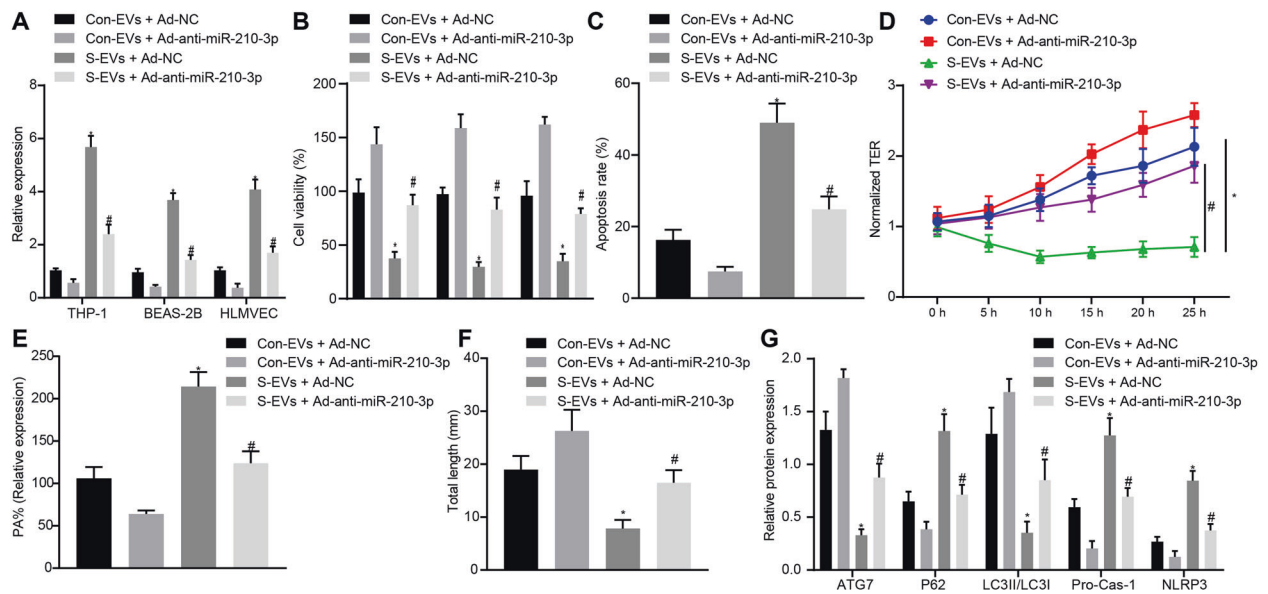 A
Con-EVs + Ad-NC
Con-EVs + Ad-anti-miR-210-3p
S-EVs + Ad-NC
S-EVs + Ad-anti-miR-210-3p
Relative expression
8
6
4
2
0
*
#
*
#
*
#
THP-1
BEAS-2B
HLMVEC
B
Con-EVs + Ad-NC
Con-EVs + Ad-anti-miR-210-3p
S-EVs + Ad-NC
S-EVs + Ad-anti-miR-210-3p
Cell viability (%)
200
150
100
50
0
*
#
*
#
*
#
C
Con-EVs + Ad-NC
Con-EVs + Ad-anti-miR-210-3p
S-EVs + Ad-NC
S-EVs + Ad-anti-miR-210-3p
Apoptosis rate (%)
60
40
20
0
*
#
D
Con-EVs + Ad-NC
Con-EVs + Ad-anti-miR-210-3p
S-EVs + Ad-NC
S-EVs + Ad-anti-miR-210-3p
Normalized TER
3
2
1
0
#
*
0 h
5 h
10 h
15 h
20 h
25 h
E
Con-EVs + Ad-NC
Con-EVs + Ad-anti-miR-210-3p
S-EVs + Ad-NC
S-EVs + Ad-anti-miR-210-3p
PA% (Relative expression)
250
200
150
100
50
0
*
#
F
Con-EVs + Ad-NC
Con-EVs + Ad-anti-miR-210-3p
S-EVs + Ad-NC
S-EVs + Ad-anti-miR-210-3p
Total length (mm)
40
30
20
10
0
*
#
G
Con-EVs + Ad-NC
Con-EVs + Ad-anti-miR-210-3p
S-EVs + Ad-NC
S-EVs + Ad-anti-miR-210-3p
Relative protein expression
2.0
1.5
1.0
0.5
0.0
*
#
*
#
*
#
*
#
*
#
ATG7
P62
LC3II/LC3I
Pro-Cas-1
NLRP3